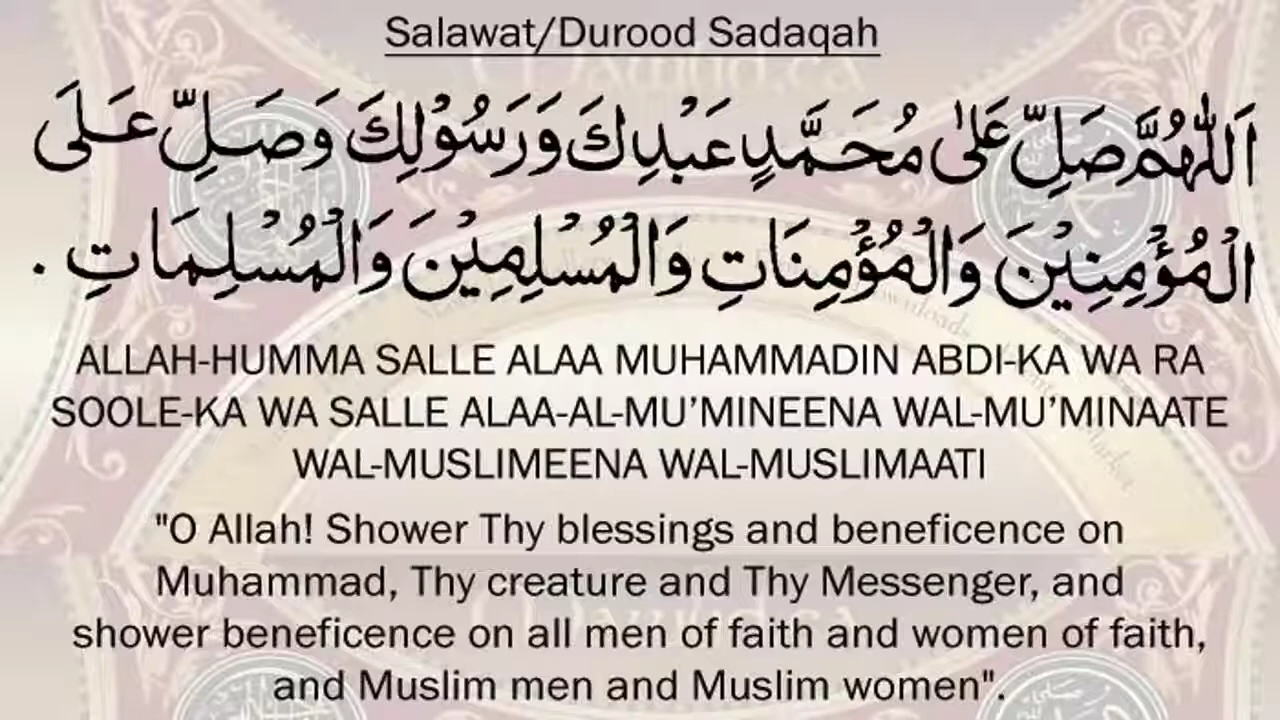 Salawat/Durood Sadaqah
اَللّٰهُمَّ صَلِّ عَلٰى مُحَمَّدٍ عَبْدِكَ وَرَسُوْلِكَ وَصَلِّ عَلَى
الْمُؤْمِنِيْنَ وَالْمُؤْمِنَاتِ وَالْمُسْلِمِيْنَ وَالْمُسْلِمَاتِ .
ALLAH-HUMMA SALLE ALAA MUHAMMADIN ABDI-KA WA RA
SOOLE-KA WA SALLE ALAA-AL-MU’MINEENA WAL-MU’MINAATE
WAL-MUSLIMEENA WAL-MUSLIMAATI
"O Allah! Shower Thy blessings and beneficence on
Muhammad, Thy creature and Thy Messenger, and
shower beneficence on all men of faith and women of faith,
and Muslim men and Muslim women".